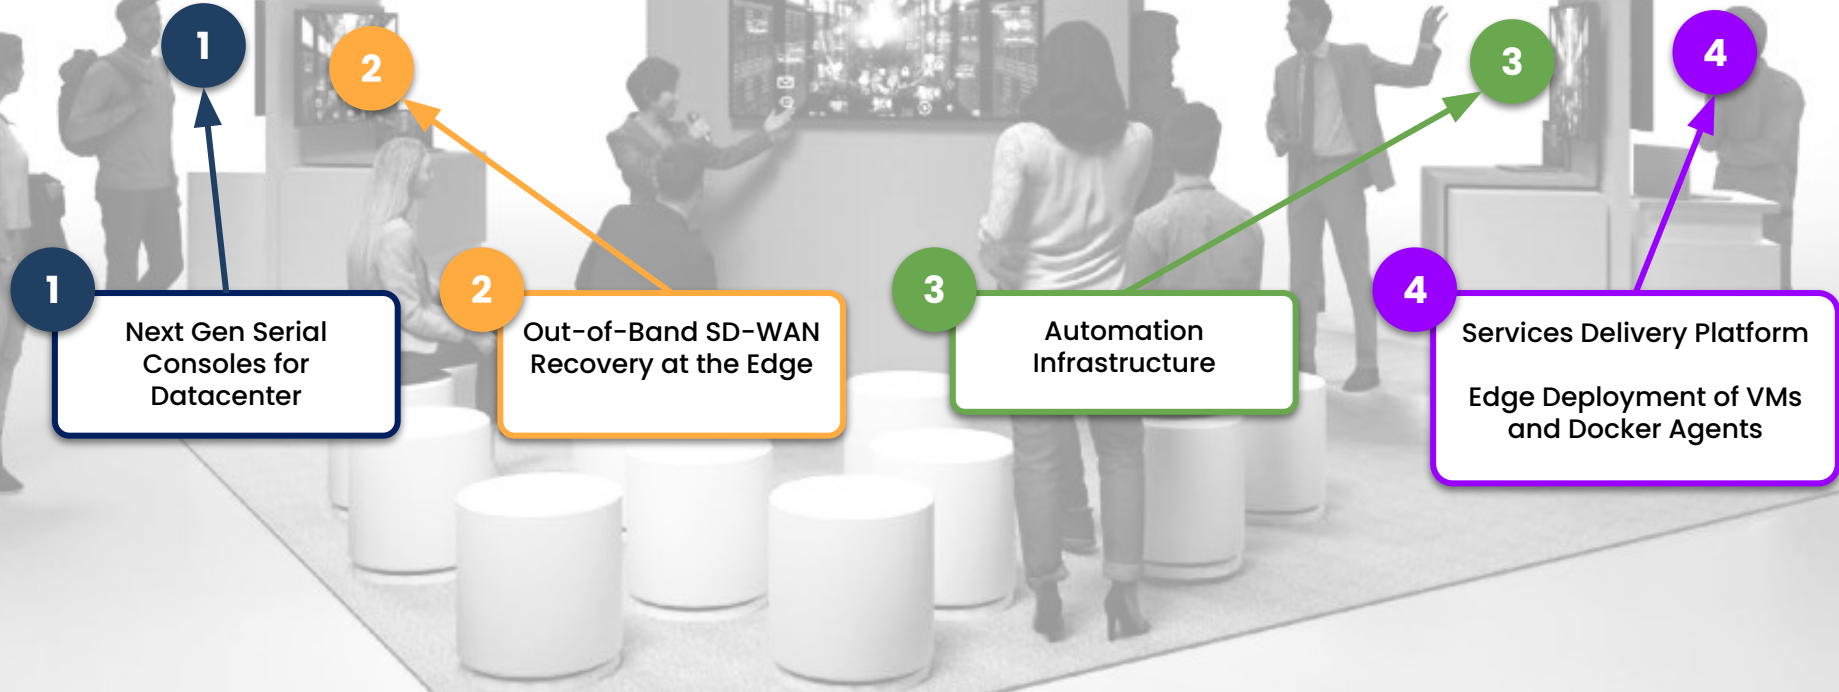 1
2
3
4
1
Next Gen Serial
Consoles for
Datacenter
2
Out-of-Band SD-WAN
Recovery at the Edge
3
Automation
Infrastructure
4
Services Delivery Platform
Edge Deployment of VMs
and Docker Agents